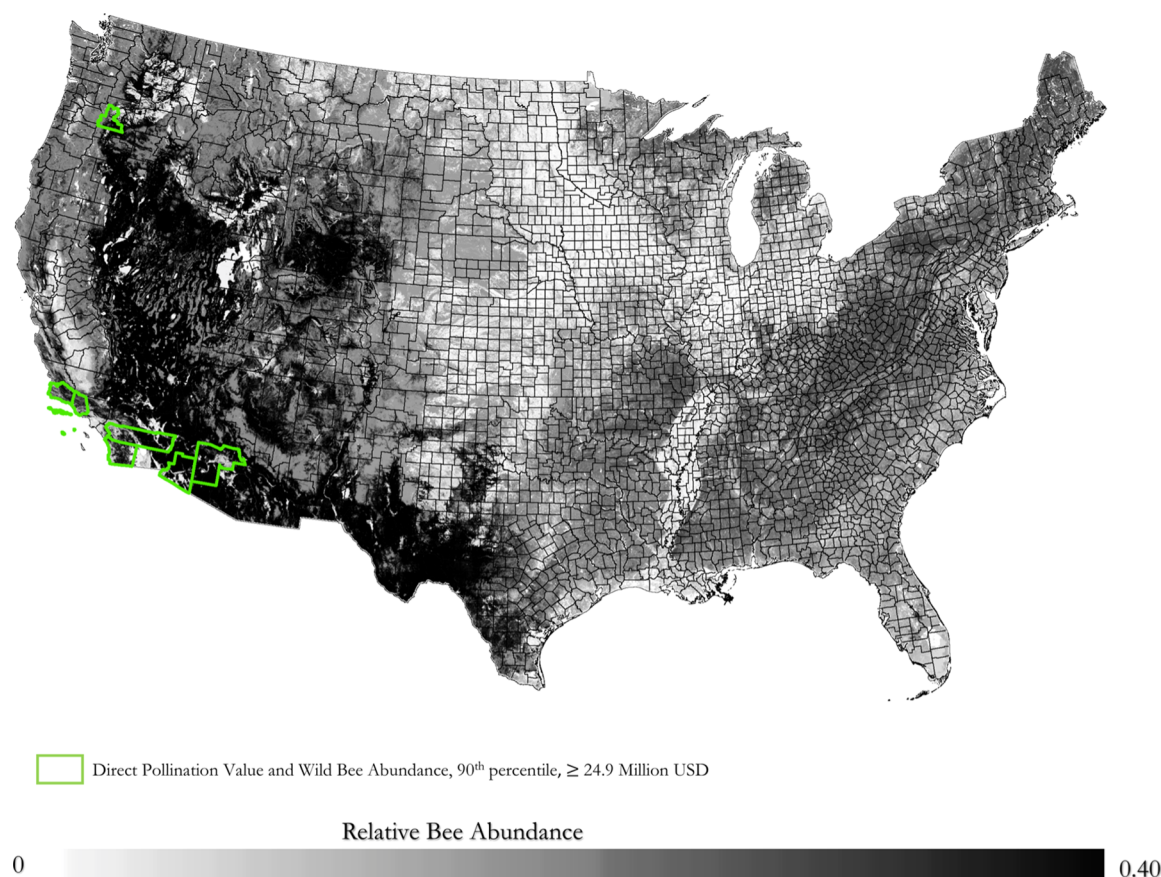 Direct Pollination Value and Wild Bee Abundance, 90th percentile, ≥ 24.9 Million USD
Relative Bee Abundance
0
0.40